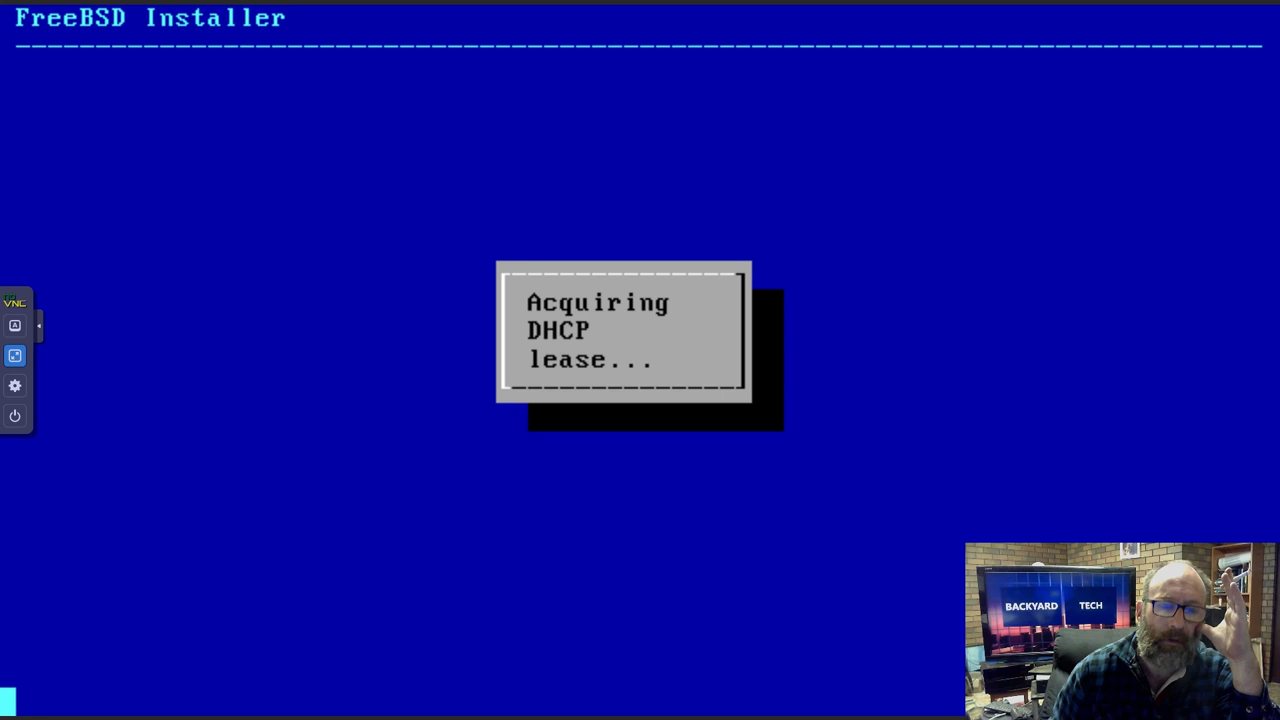 FreeBSD Installer
Acquiring
DHCP
lease...
VNC
A
BACKYARD TECH